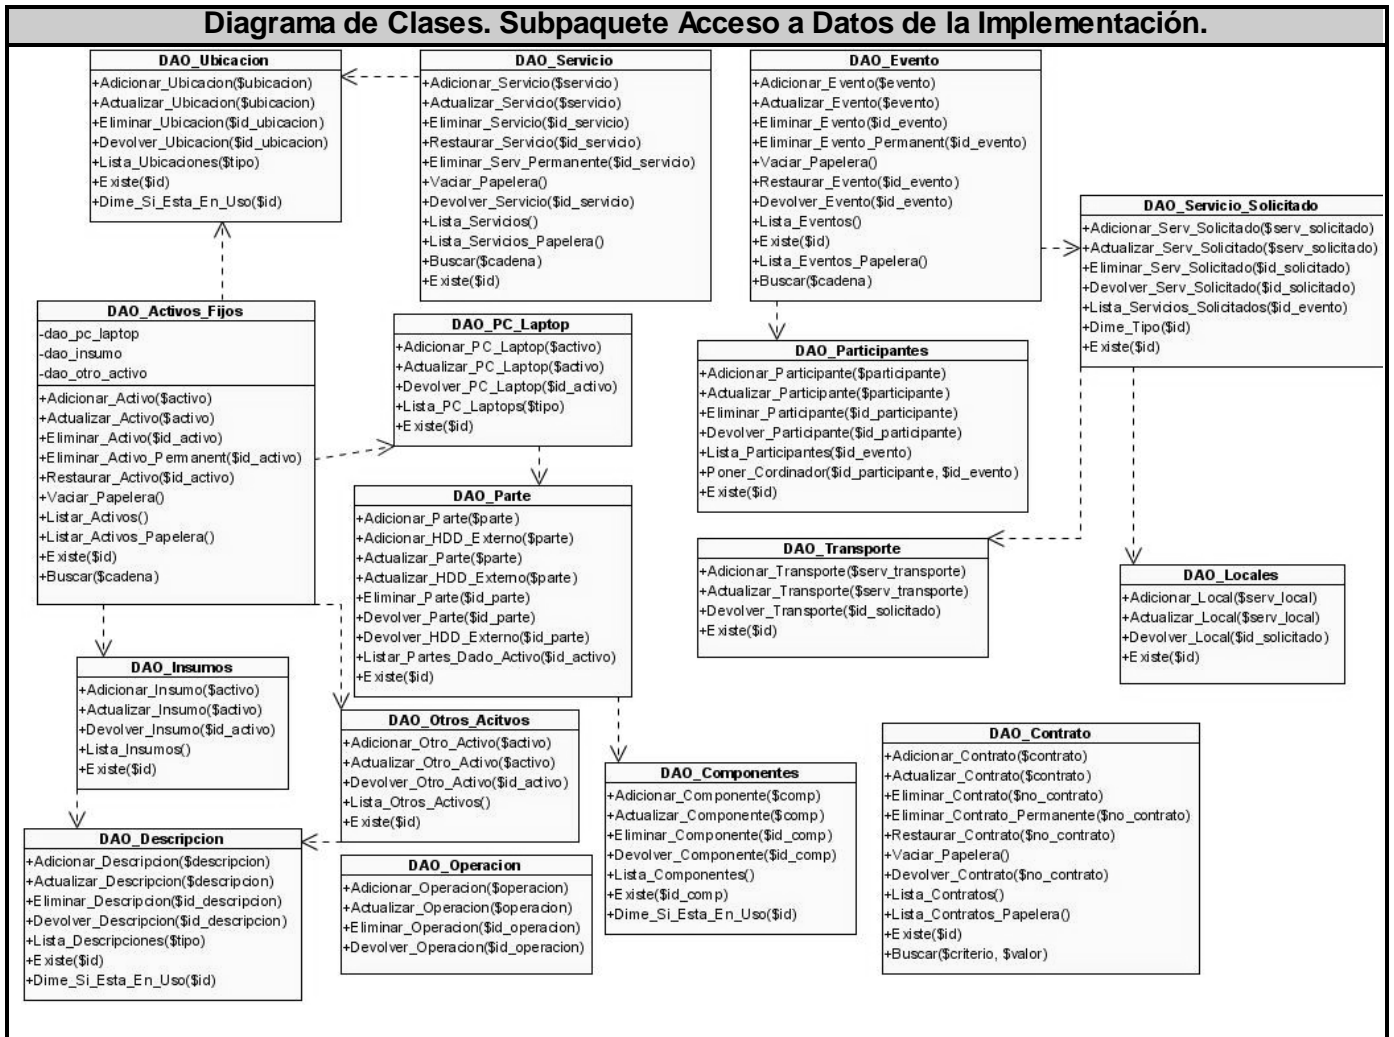 Diagrama de Clases. Subpaquete Acceso a Datos de la Implementación.
DAO_Ubicacion
+Adicionar_Ubicacion($ubicacion)
+Actualizar_Ubicacion($ubicacion)
+Eliminar_Ubicacion($id_ubicacion)
+Devolver_Ubicacion($id_ubicacion)
+Lista_Ubicaciones($tipo)
+Existe($id)
+Dime_Si_Esta_En_Uso($id)
DAO_Servicio
+Adicionar_Servicio($servicio)
+Actualizar_Servicio($servicio)
+Eliminar_Servicio($id_servicio)
+Restaurar_Servicio($id_servicio)
+Eliminar_Serv_Permanente($id_servicio)
+Vaciar_Papelera()
+Devolver_Servicio($id_servicio)
+Lista_Servicios()
+Lista_Servicios_Papelera()
+Buscar($cadena)
+Existe($id)
DAO_Evento
+Adicionar_Evento($evento)
+Actualizar_Evento($evento)
+Eliminar_Evento($id_evento)
+Eliminar_Evento_Permanent($id_evento)
+Vaciar_Papelera()
+Restaurar_Evento($id_evento)
+Devolver_Evento($id_evento)
+Lista_Eventos()
+Existe($id)
+Lista_Eventos_Papelera()
+Buscar($cadena)
DAO_Servicio_Solicitado
+Adicionar_Serv_Solicitado($serv_solicitado)
+Actualizar_Serv_Solicitado($serv_solicitado)
+Eliminar_Serv_Solicitado($id_solicitado)
+Devolver_Serv_Solicitado($id_solicitado)
+Lista_Servicios_Solicitados($id_evento)
+Dime_Tipo($id)
+Existe($id)
DAO_Activos_Fijos
-dao_pc_laptop
-dao_insumo
-dao_otro_activo
+Adicionar_Activo($activo)
+Actualizar_Activo($activo)
+Eliminar_Activo($id_activo)
+Eliminar_Activo_Permanent($id_activo)
+Restaurar_Activo($id_activo)
+Vaciar_Papelera()
+Listar_Activos()
+Listar_Activos_Papelera()
+Existe($id)
+Buscar($cadena)
DAO_PC_Laptop
+Adicionar_PC_Laptop($activo)
+Actualizar_PC_Laptop($activo)
+Devolver_PC_Laptop($id_activo)
+Lista_PC_Laptops($tipo)
+Existe($id)
DAO_Participantes
+Adicionar_Participante($participante)
+Actualizar_Participante($participante)
+Eliminar_Participante($id_participante)
+Devolver_Participante($id_participante)
+Lista_Participantes($id_evento)
+Poner_Cordinador($id_participante, $id_evento)
+Existe($id)
DAO_Parte
+Adicionar_Parte($parte)
+Adicionar_HDD_Externo($parte)
+Actualizar_Parte($parte)
+Actualizar_HDD_Externo($parte)
+Eliminar_Parte($id_parte)
+Devolver_Parte($id_parte)
+Devolver_HDD_Externo($id_parte)
+Listar_Partes_Dado_Activo($id_activo)
+Existe($id)
DAO_Transporte
+Adicionar_Transporte($serv_transporte)
+Actualizar_Transporte($serv_transporte)
+Devolver_Transporte($id_solicitado)
+Existe($id)
DAO_Locales
+Adicionar_Local($serv_local)
+Actualizar_Local($serv_local)
+Devolver_Local($id_solicitado)
+Existe($id)
DAO_Insumos
+Adicionar_Insumo($activo)
+Actualizar_Insumo($activo)
+Devolver_Insumo($id_activo)
+Lista_Insumos()
+Existe($id)
DAO_Otros_Acitvos
+Adicionar_Otro_Activo($activo)
+Actualizar_Otro_Activo($activo)
+Devolver_Otro_Activo($id_activo)
+Lista_Otros_Activos()
+Existe($id)
DAO_Componentes
+Adicionar_Componente($comp)
+Actualizar_Componente($comp)
+Eliminar_Componente($id_comp)
+Devolver_Componente($id_comp)
+Lista_Componentes()
+Existe($id_comp)
+Dime_Si_Esta_En_Uso($id)
DAO_Contrato
+Adicionar_Contrato($contrato)
+Actualizar_Contrato($contrato)
+Eliminar_Contrato($no_contrato)
+Eliminar_Contrato_Permanente($no_contrato)
+Restaurar_Contrato($no_contrato)
+Vaciar_Papelera()
+Devolver_Contrato($no_contrato)
+Lista_Contratos()
+Lista_Contratos_Papelera()
+Existe($id)
+Buscar($criterio, $valor)
DAO_Descripcion
+Adicionar_Descripcion($descripcion)
+Actualizar_Descripcion($descripcion)
+Eliminar_Descripcion($id_descripcion)
+Devolver_Descripcion($id_descripcion)
+Lista_Descripciones($tipo)
+Existe($id)
+Dime_Si_Esta_En_Uso($id)
DAO_Operacion
+Adicionar_Operacion($operacion)
+Actualizar_Operacion($operacion)
+Eliminar_Operacion($id_operacion)
+Devolver_Operacion($id_operacion)